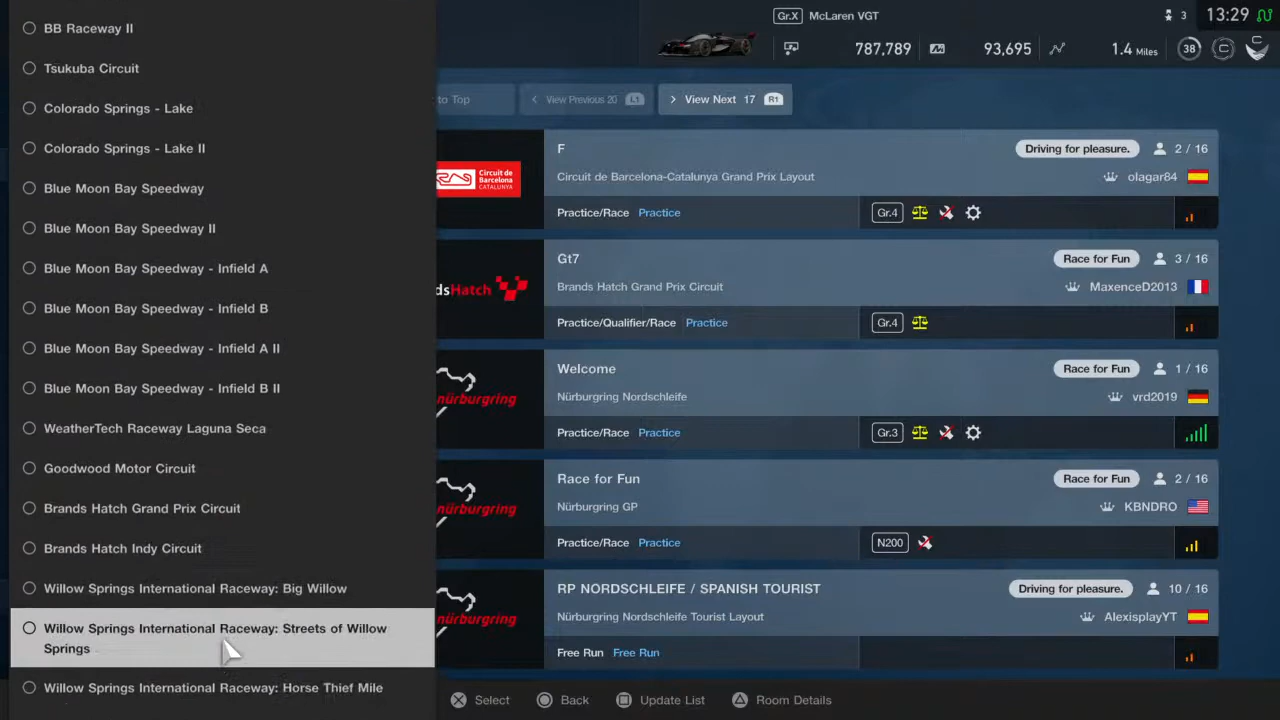 BB Raceway II
Tsukuba Circuit
Colorado Springs - Lake
Colorado Springs - Lake II
Blue Moon Bay Speedway
Blue Moon Bay Speedway II
Blue Moon Bay Speedway - Infield A
Blue Moon Bay Speedway - Infield B
Blue Moon Bay Speedway - Infield A II
Blue Moon Bay Speedway - Infield B II
WeatherTech Raceway Laguna Seca
Goodwood Motor Circuit
Brands Hatch Grand Prix Circuit
Brands Hatch Indy Circuit
Willow Springs International Raceway: Big Willow
Willow Springs International Raceway: Streets of Willow
Springs
Willow Springs International Raceway: Horse Thief Mile
Gr.X McLaren VGT
3 13:29
787,789 93,695 1.4 Miles 38 C
to Top View Previous 20 L1 View Next 17 R1
Circuit de
Barcelona
CATALUNYA
F Driving for pleasure. 2 / 16
Circuit de Barcelona-Catalunya Grand Prix Layout olagar84
Practice/Race Practice Gr.4
dsHatch
Gt7 Race for Fun 3 / 16
Brands Hatch Grand Prix Circuit MaxenceD2013
Practice/Qualifier/Race Practice Gr.4
nürburgring
Welcome Race for Fun 1 / 16
Nürburgring Nordschleife vrd2019
Practice/Race Practice Gr.3
nürburgring
Race for Fun Race for Fun 2 / 16
Nürburgring GP KBNDRO
Practice/Race Practice N200
nürburgring
RP NORDSCHLEIFE / SPANISH TOURIST Driving for pleasure. 10 / 16
Nürburgring Nordschleife Tourist Layout AlexisplayYT
Free Run Free Run
Select Back Update List Room Details